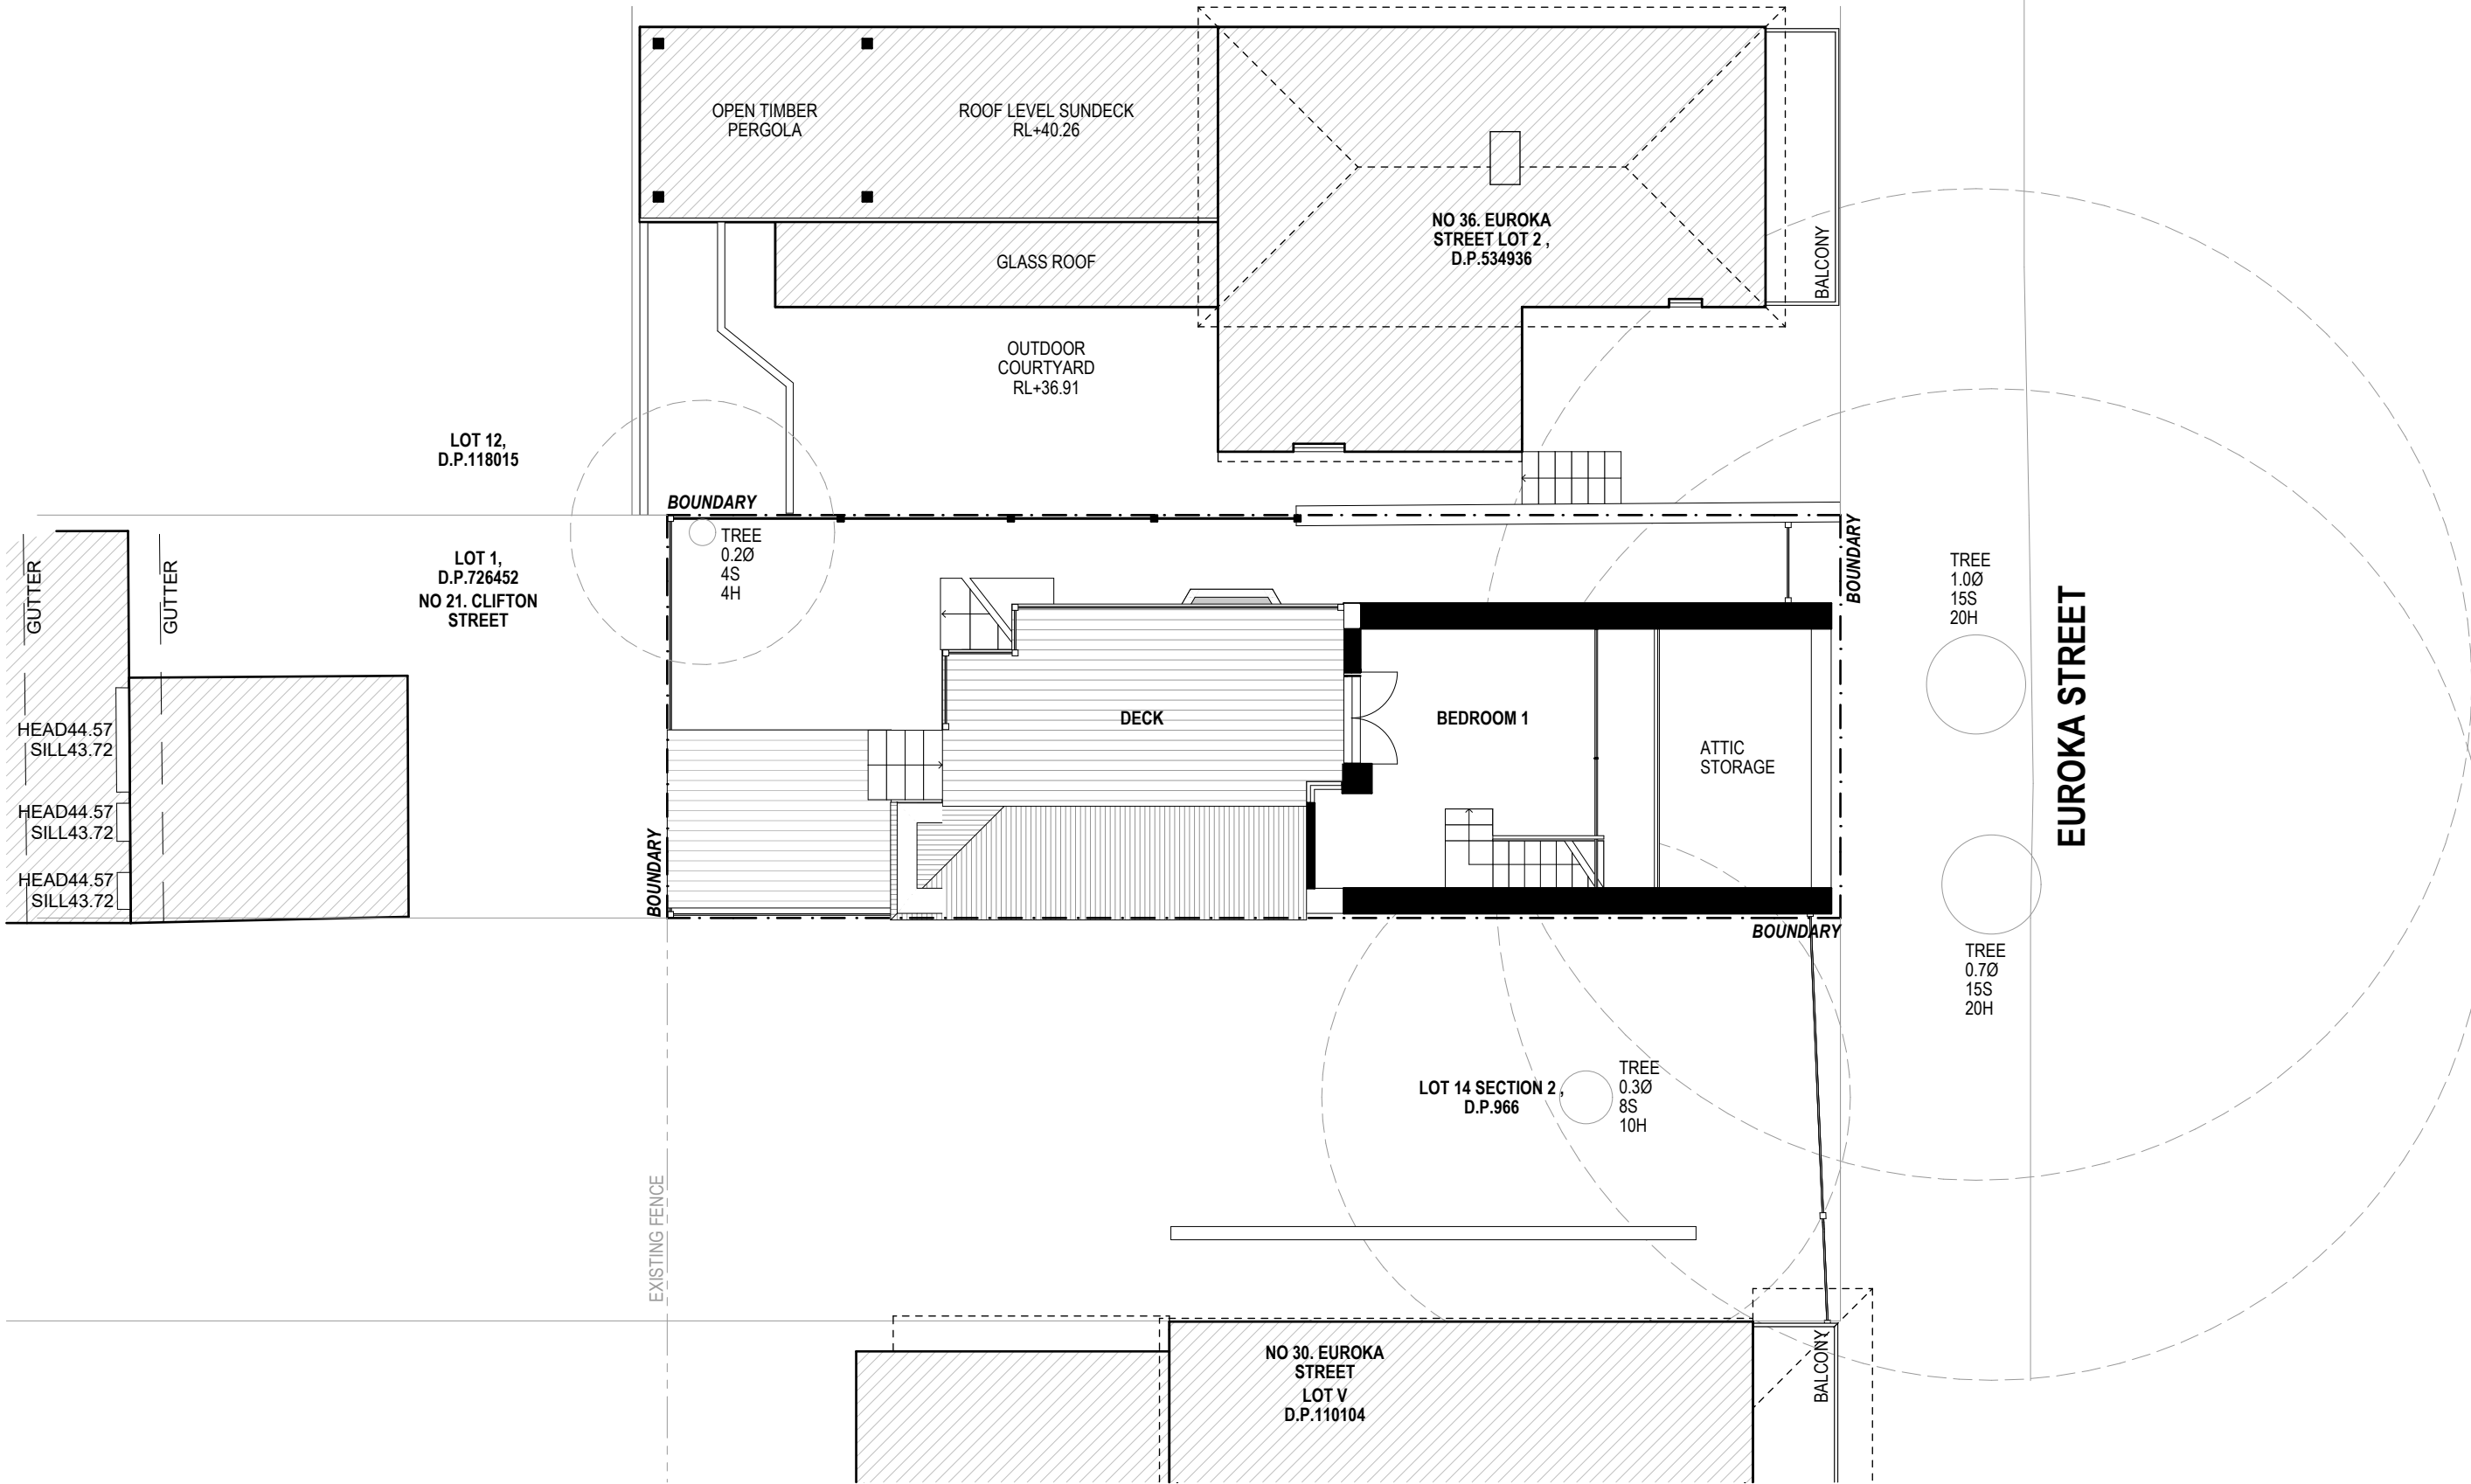 OPEN TIMBER
PERGOLA
ROOF LEVEL SUNDECK
RL+40.26
NO 36. EUROKA
STREET LOT 2 ,
D.P.534936
BALCONY
GLASS ROOF
OUTDOOR
COURTYARD
RL+36.91
LOT 12,
D.P.118015
BOUNDARY
TREE
0.2Ø
4S
4H
LOT 1,
D.P.726452
NO 21. CLIFTON
STREET
GUTTER
GUTTER
HEAD44.57
SILL43.72
HEAD44.57
SILL43.72
HEAD44.57
SILL43.72
BOUNDARY
DECK
BEDROOM 1
ATTIC
STORAGE
BOUNDARY
TREE
1.0Ø
15S
20H
EUROKA STREET
BOUNDARY
TREE
0.7Ø
15S
20H
LOT 14 SECTION 2 ,
D.P.966
TREE
0.3Ø
8S
10H
EXISTING FENCE
NO 30. EUROKA
STREET
LOT V
D.P.110104
BALCONY